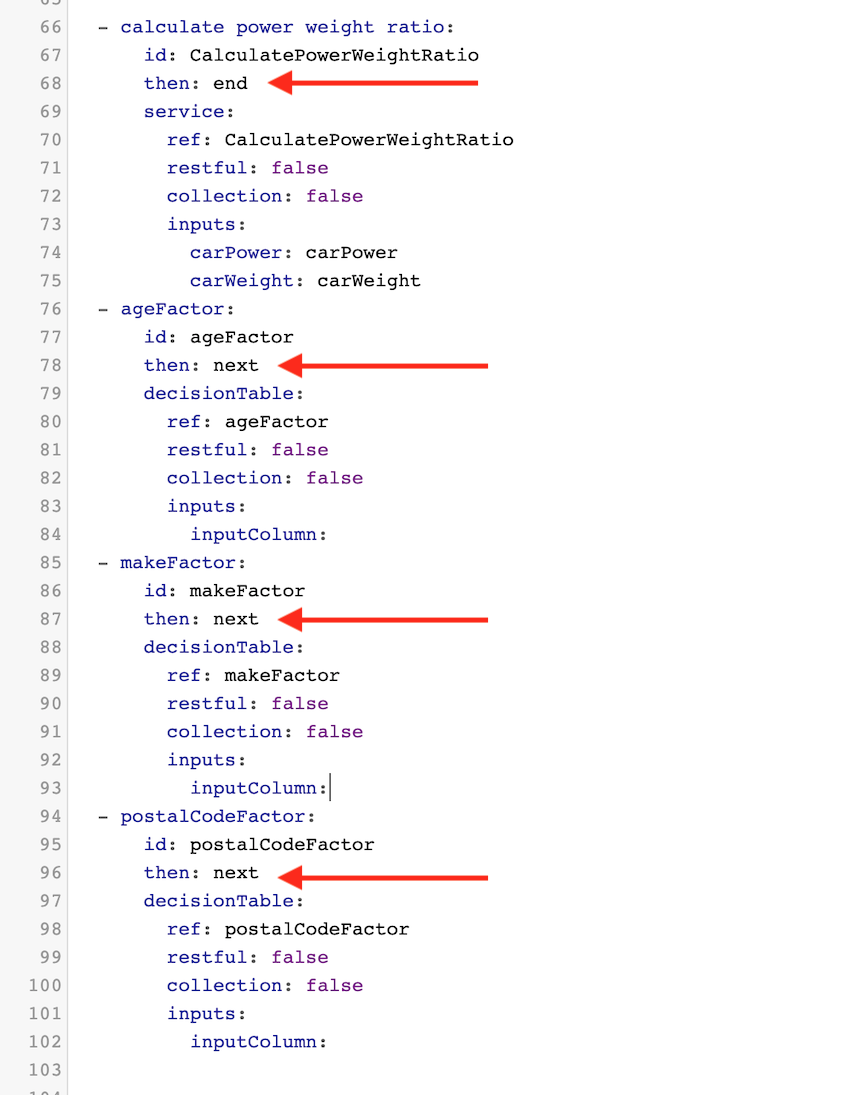 66 - calculate power weight ratio:
67 id: CalculatePowerWeightRatio
68 then: end
69 service:
70 ref: CalculatePowerWeightRatio
71 restful: false
72 collection: false
73 inputs:
74 carPower: carPower
75 carWeight: carWeight
76 - ageFactor:
77 id: ageFactor
78 then: next
79 decisionTable:
80 ref: ageFactor
81 restful: false
82 collection: false
83 inputs:
84 inputColumn:
85 - makeFactor:
86 id: makeFactor
87 then: next
88 decisionTable:
89 ref: makeFactor
90 restful: false
91 collection: false
92 inputs:
93 inputColumn:
94 - postalCodeFactor:
95 id: postalCodeFactor
96 then: next
97 decisionTable:
98 ref: postalCodeFactor
99 restful: false
100 collection: false
101 inputs:
102 inputColumn:
103